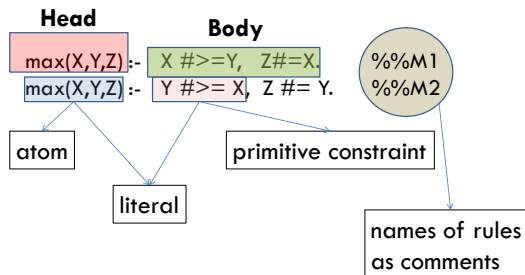 Head Body
max(X,Y,Z) :- X #>=Y, Z#=X. %%M1
max(X,Y,Z) :- Y #>= X, Z #= Y. %%M2
atom primitive constraint
literal
names of rules
as comments